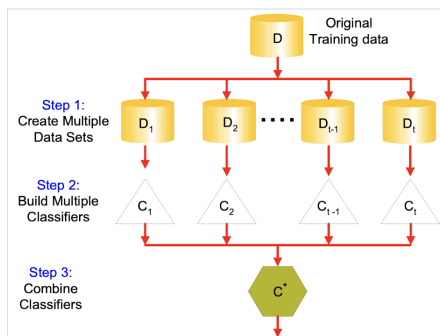 Original
Training data
D
Step 1:
Create Multiple
Data Sets
D1
D2
....
Dt-1
Dt
Step 2:
Build Multiple
Classifiers
C1
C2
Ct -1
Ct
Step 3:
Combine
Classifiers
C*